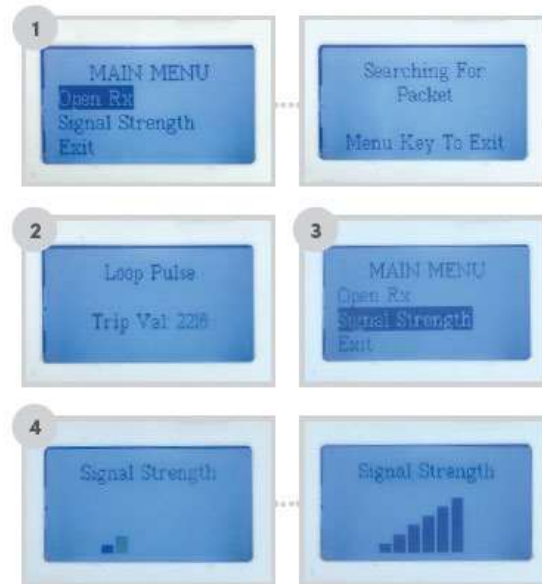 1
MAIN MENU
Open Rx
Signal Strength
Exit
Searching For
Packet
Menu Key To Exit
2
Loop Pulse
Trip Val: 2216
3
MAIN MENU
Open Rx
Signal Strength
Exit
4
Signal Strength
Signal Strength